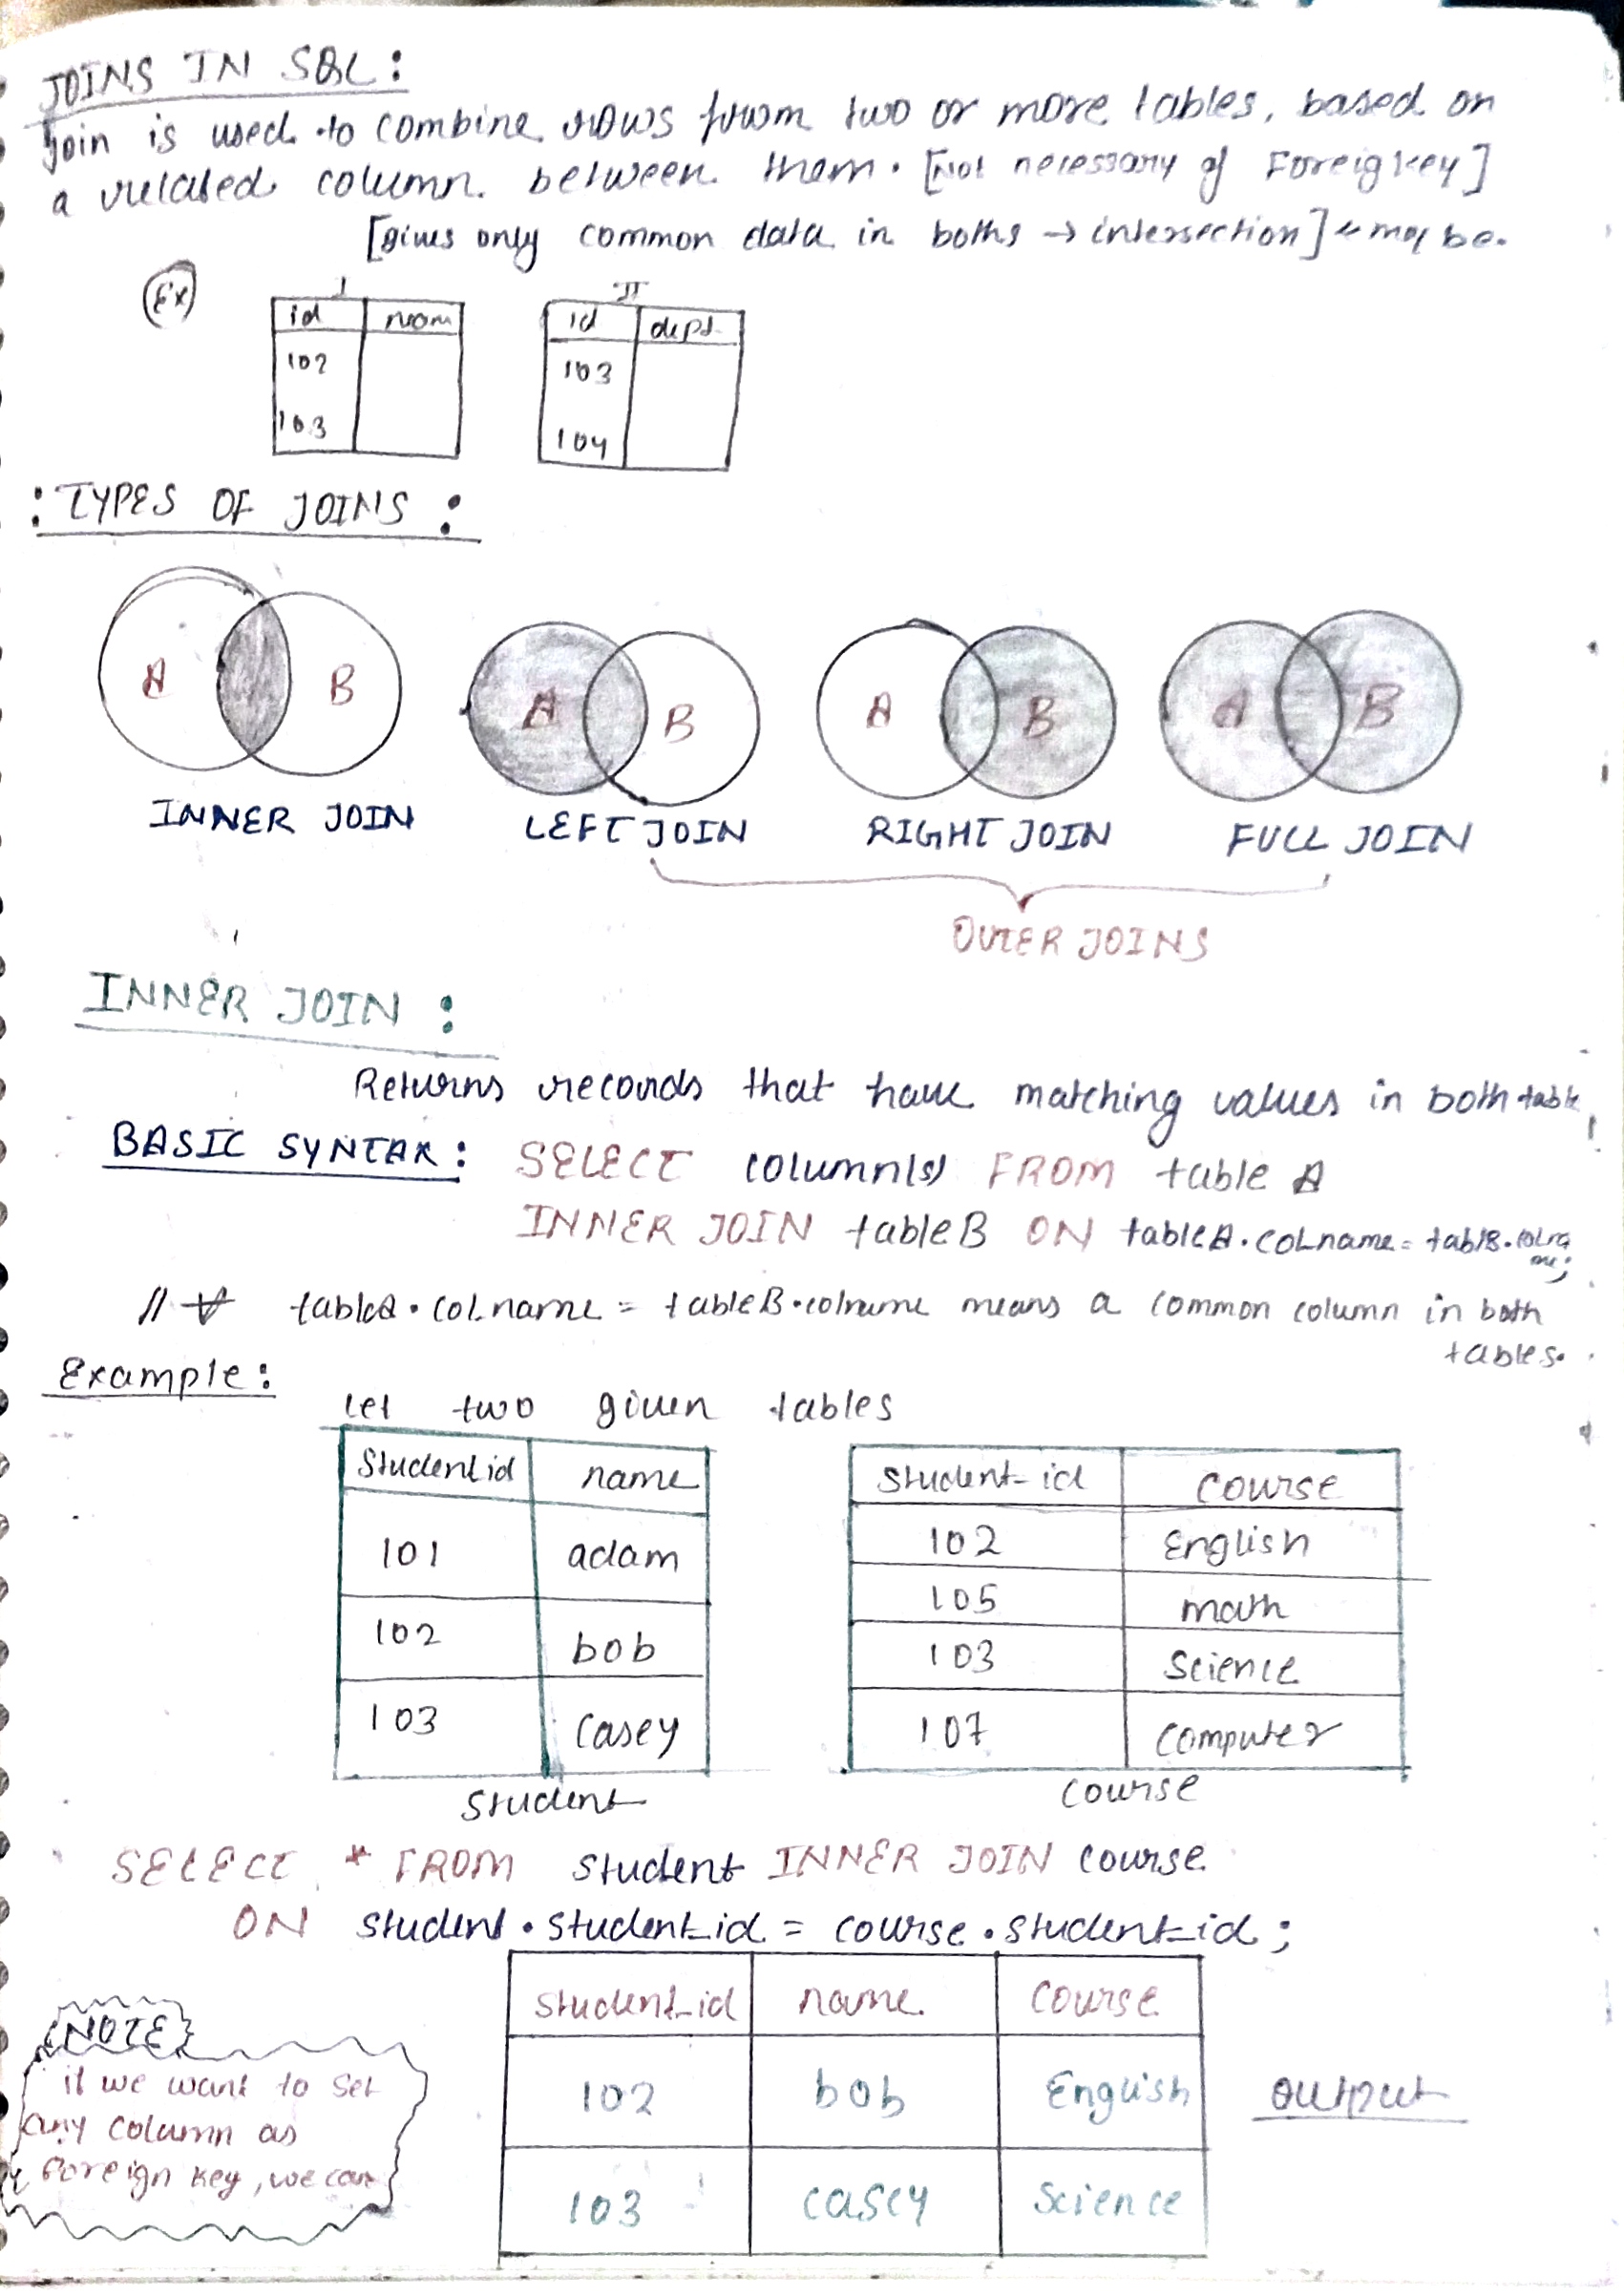 JOINS IN SQL :
Join is used to combine rows from two or more tables, based on
a related column between them. [Not necessary of Foreig key]
[gives only common data in boths → intersection] may be.
Ex
I II
id nam id dept
102 103
103 104
: TYPES OF JOINS :
A B A B A B A B
INNER JOIN LEFT JOIN RIGHT JOIN FULL JOIN
OUTER JOINS
INNER JOIN :
Returns records that have matching values in both table
BASIC SYNTAX : SELECT column(s) FROM table A
INNER JOIN tableB ON tableA.colname = tabB.colna
me;
// tableA.colname = tableB.colname means a common column in both
tables.
Example :
Let two given tables
Student id name student_id course
101 adam 102 English
102 bob 105 math
103 casey 103 Science
107 computer
Student course
SELECT * FROM student INNER JOIN course
ON student.student_id = course.student_id ;
student_id name course
102 bob English
103 casey Science
output
NOTE
if we want to set
any column as
foreign key, we can